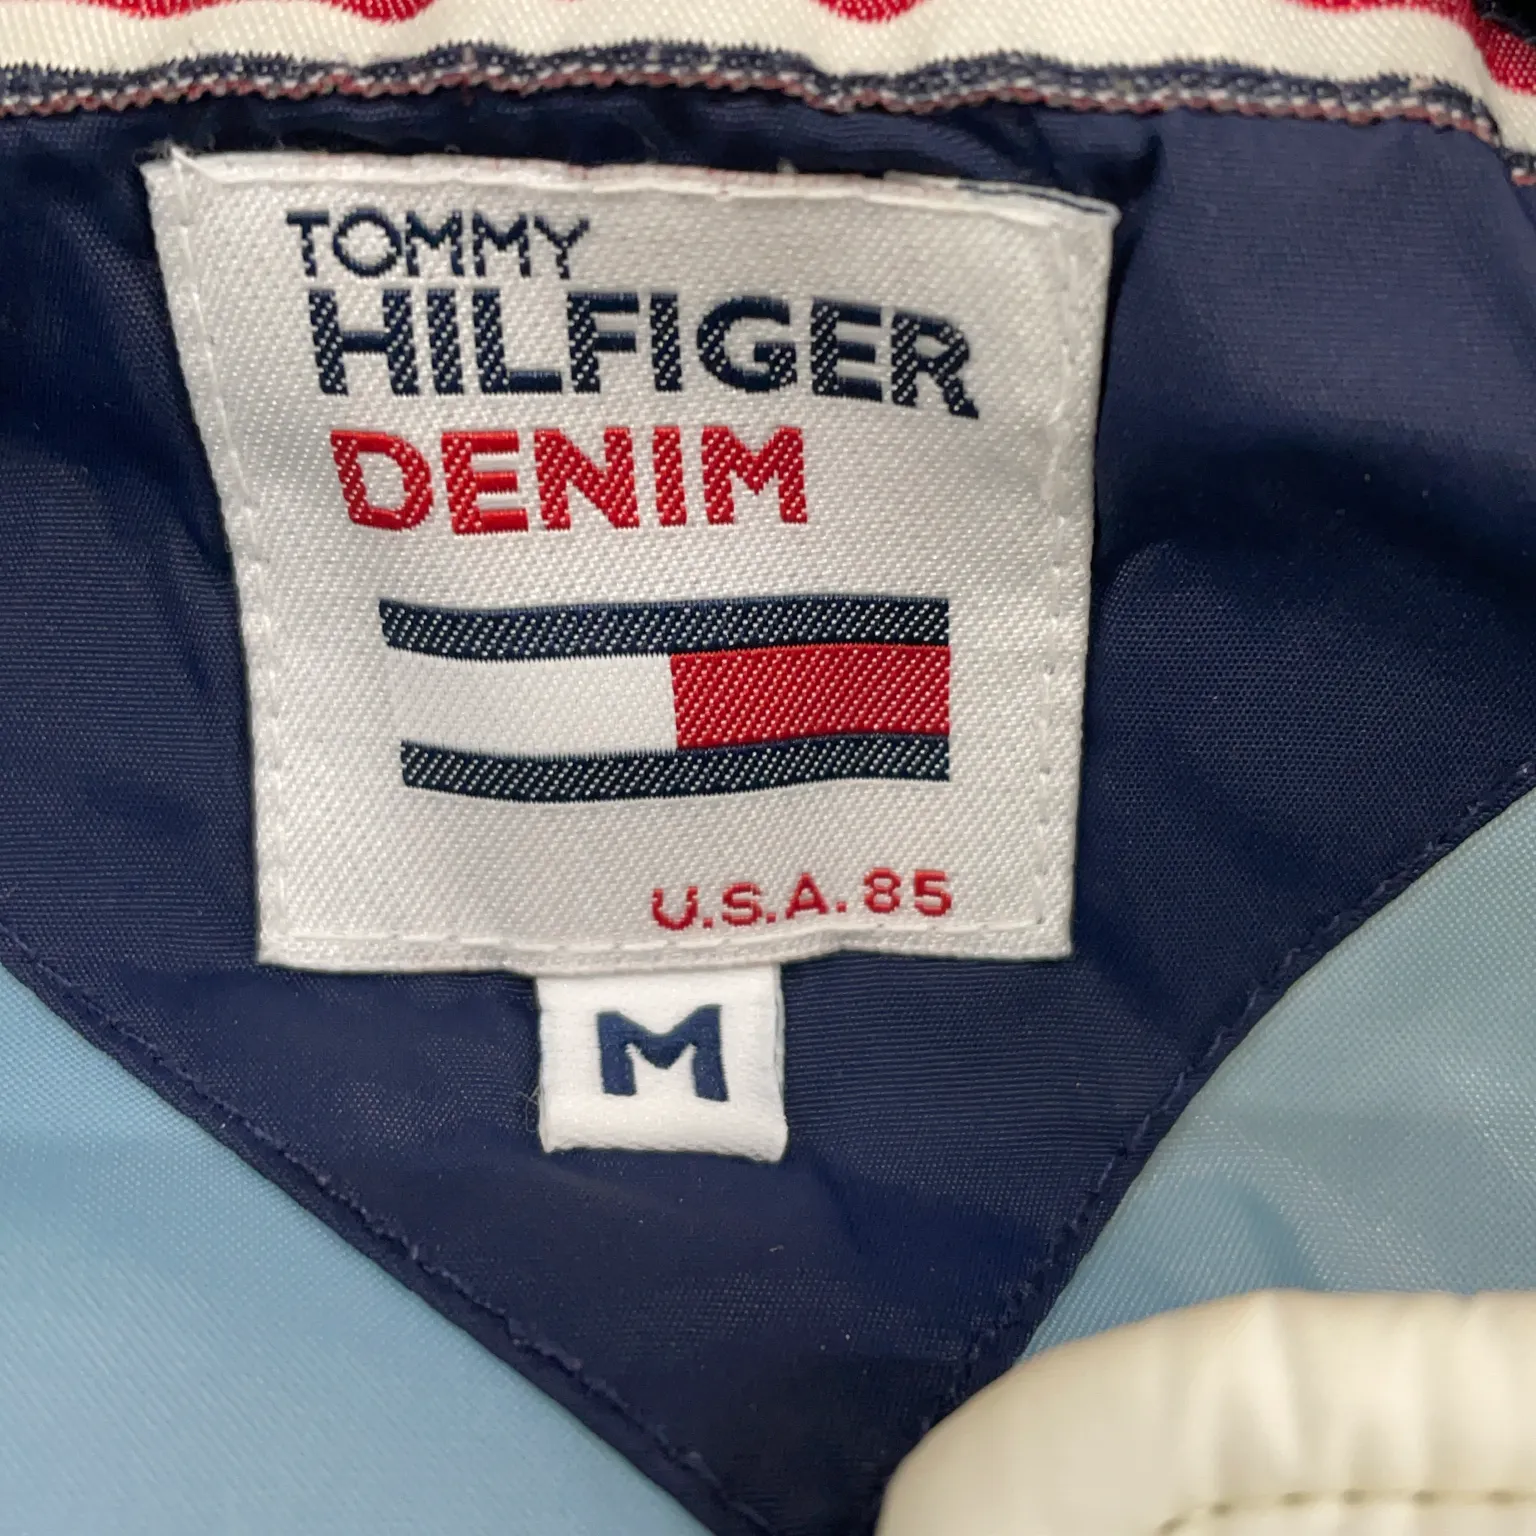 TOMMY
HILFIGER
DENIM
U.S.A. 85
M